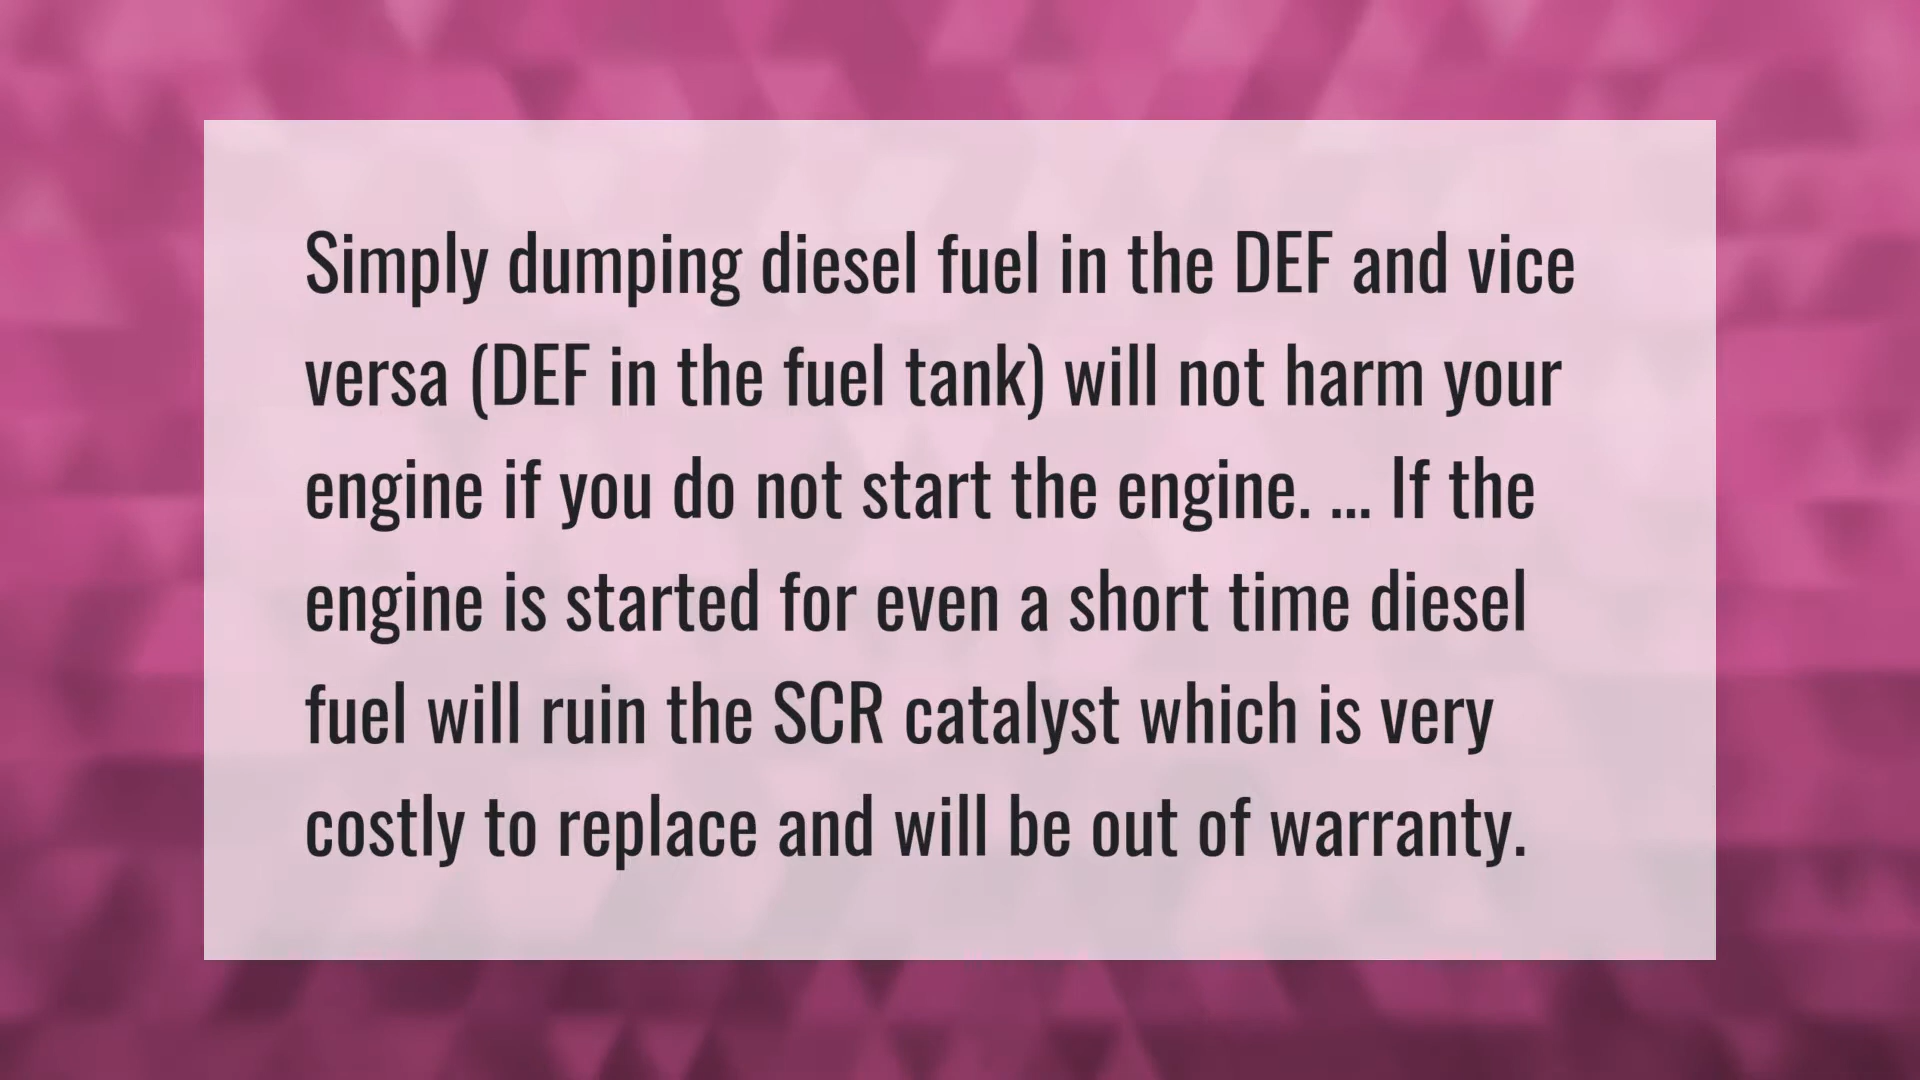 Simply dumping diesel fuel in the DEF and vice
versa (DEF in the fuel tank) will not harm your
engine if you do not start the engine. ... If the
engine is started for even a short time diesel
fuel will ruin the SCR catalyst which is very
costly to replace and will be out of warranty.